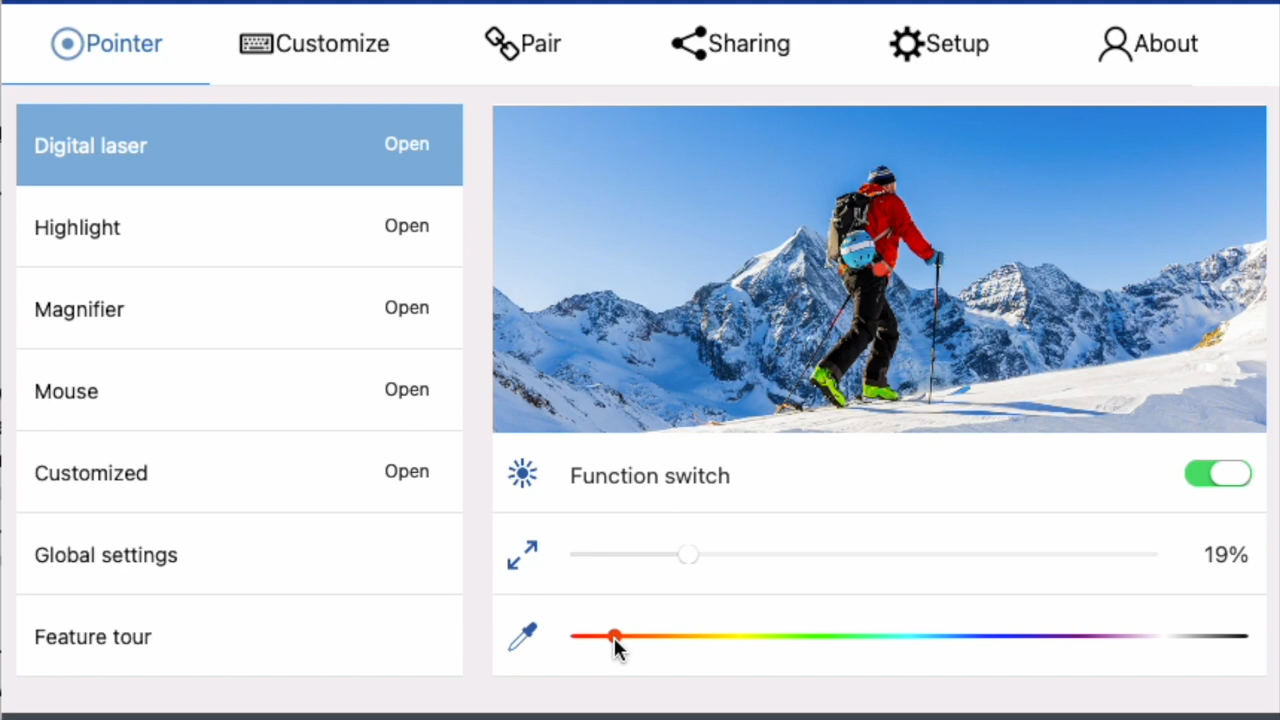 Pointer Customize Pair Sharing Setup About
Digital laser Open
Highlight Open
Magnifier Open
Mouse Open
Customized Open
Global settings
Feature tour
Function switch
19%